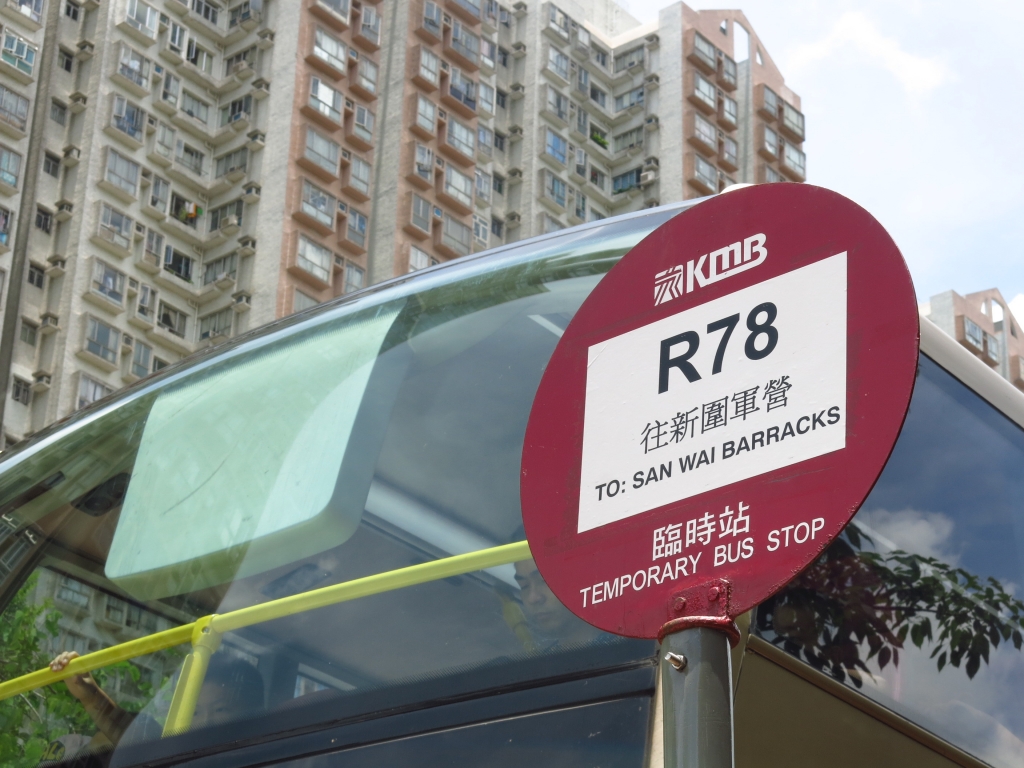 KMB
R78
往新圍軍營
TO: SAN WAI BARRACKS
臨時站
TEMPORARY BUS STOP